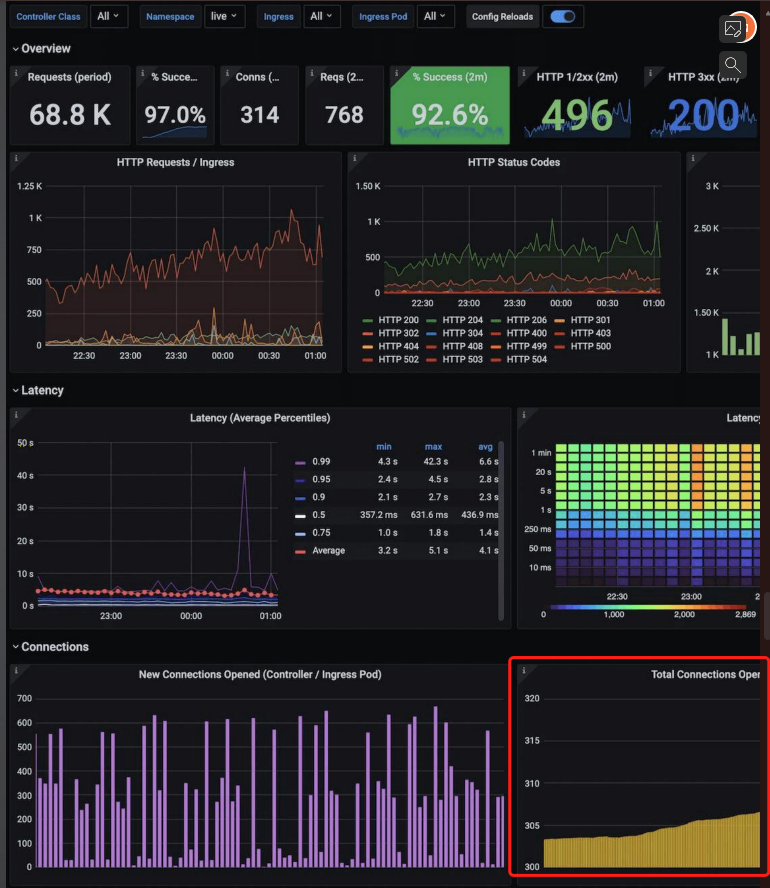 Controller Class All Namespace live Ingress All Ingress Pod All Config Reloads
Overview
Requests (period)
68.8 K
% Succe...
97.0%
Conns (...
314
Reqs (2...
768
% Success (2m)
92.6%
HTTP 1/2xx (2m)
496
HTTP 3xx (2m)
200
HTTP Requests / Ingress
1.25 K
1 K
750
500
250
0
22:30 23:00 23:30 00:00 00:30 01:00
HTTP Status Codes
1.50 K
1 K
500
0
22:30 23:00 23:30 00:00 00:30 01:00
HTTP 200 HTTP 204 HTTP 206 HTTP 301
HTTP 302 HTTP 304 HTTP 400 HTTP 403
HTTP 404 HTTP 408 HTTP 499 HTTP 500
HTTP 502 HTTP 503 HTTP 504
3 K
2.50 K
2 K
1.50 K
1 K
Latency
Latency (Average Percentiles)
50 s
40 s
30 s
20 s
10 s
0 s
23:00 00:00 01:00
min max avg
0.99 4.3 s 42.3 s 6.6 s
0.95 2.4 s 4.5 s 2.8 s
0.9 2.1 s 2.7 s 2.3 s
0.5 357.2 ms 631.6 ms 436.9 ms
0.75 1.0 s 1.8 s 1.4 s
Average 3.2 s 5.1 s 4.1 s
Latency
1 min
20 s
5 s
1 s
250 ms
50 ms
10 ms
22:30 23:00 2
0 1,000 2,000 2,869
Connections
New Connections Opened (Controller / Ingress Pod)
700
600
500
400
300
200
100
0
Total Connections Oper
320
315
310
305
300